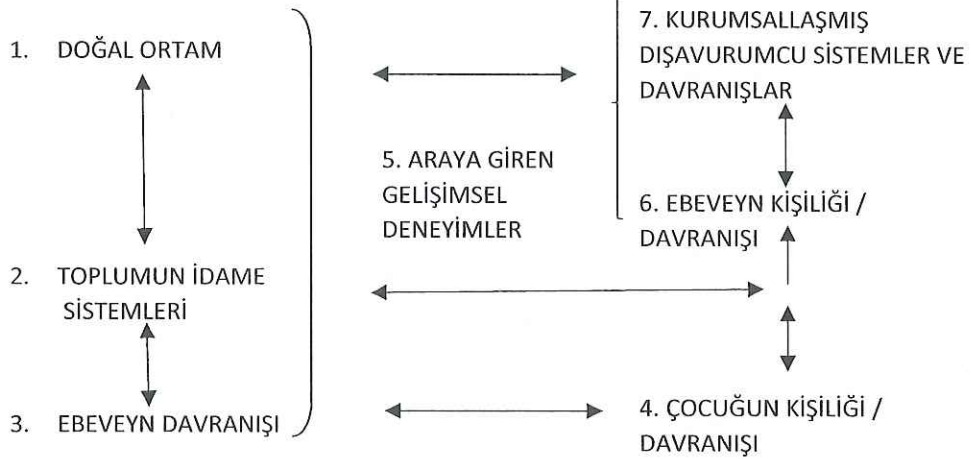 1. DOĞAL ORTAM
2. TOPLUMUN İDAME
SİSTEMLERİ
3. EBEVEYN DAVRANIŞI
5. ARAYA GİREN
GELİŞİMSEL
DENEYİMLER
7. KURUMSALLAŞMIŞ
DIŞAVURUMCU SİSTEMLER VE
DAVRANIŞLAR
6. EBEVEYN KİŞİLİĞİ /
DAVRANIŞI
4. ÇOCUĞUN KİŞİLİĞİ /
DAVRANIŞI